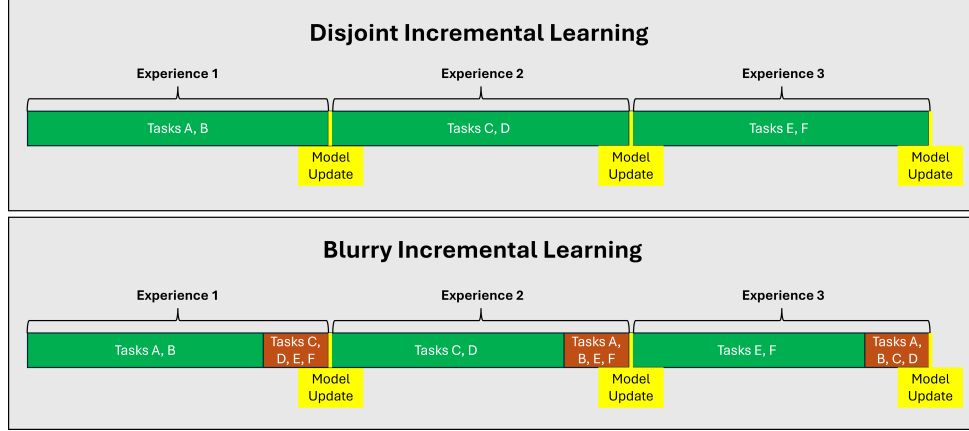 Disjoint Incremental Learning
Experience 1
Experience 2
Experience 3
Tasks A, B
Tasks C, D
Tasks E, F
Model
Update
Model
Update
Model
Update
Blurry Incremental Learning
Experience 1
Experience 2
Experience 3
Tasks A, B
Tasks C,
D, E, F
Tasks C, D
Tasks A,
B, E, F
Tasks E, F
Tasks A,
B, C, D
Model
Update
Model
Update
Model
Update